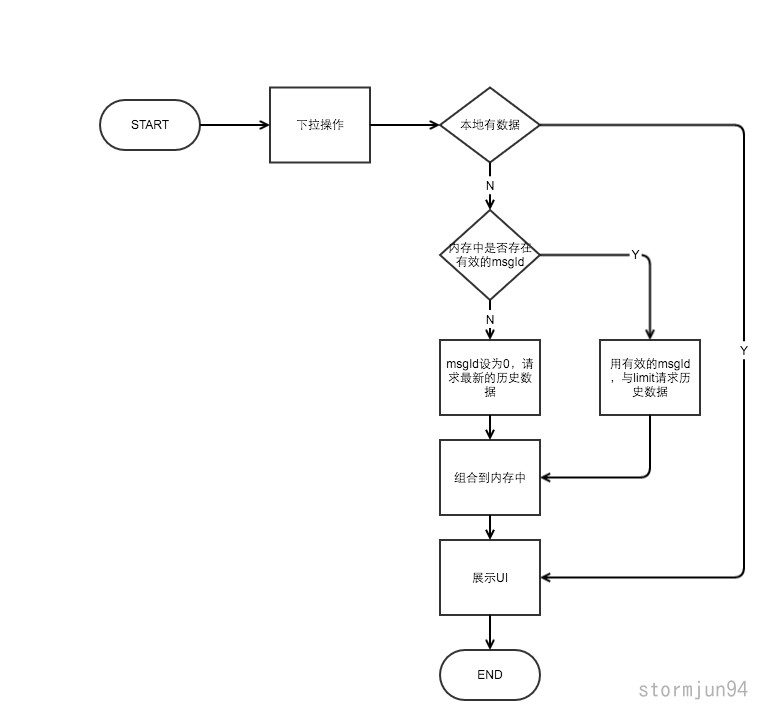 START
下拉操作
本地有数据
N
内存中是否存在
有效的msgId
Y
N
msgId设为0，请
求最新的历史数
据
用有效的msgId
，与limit请求历
史数据
Y
组合到内存中
展示UI
END
stormjun94